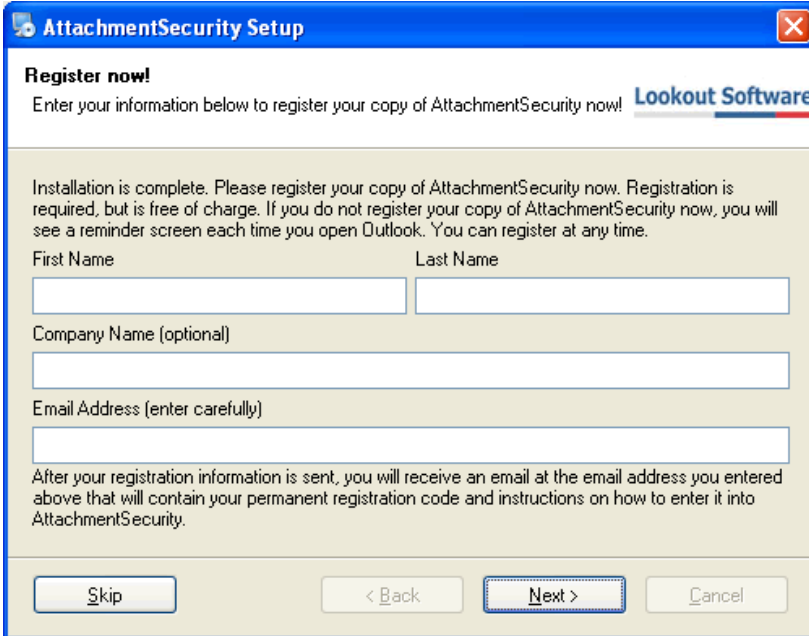 AttachmentSecurity Setup
Register now!
Enter your information below to register your copy of AttachmentSecurity now!
Lookout Software
Installation is complete. Please register your copy of AttachmentSecurity now. Registration is
required, but is free of charge. If you do not register your copy of AttachmentSecurity now, you will
see a reminder screen each time you open Outlook. You can register at any time.
First Name
Last Name
Company Name (optional)
Email Address (enter carefully)
After your registration information is sent, you will receive an email at the email address you entered
above that will contain your permanent registration code and instructions on how to enter it into
AttachmentSecurity.
Skip
< Back
Next >
Cancel